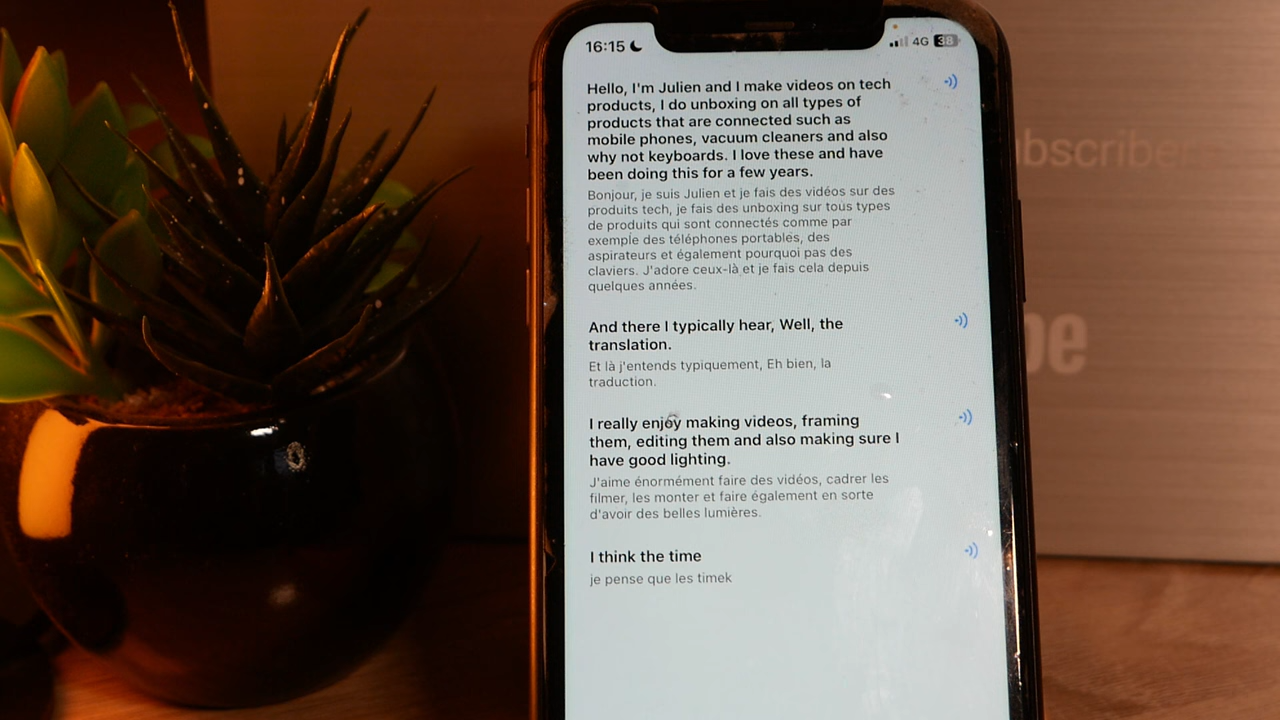 16:15
4G 38
Hello, I'm Julien and I make videos on tech
products, I do unboxing on all types of
products that are connected such as
mobile phones, vacuum cleaners and also
why not keyboards. I love these and have
been doing this for a few years.
Bonjour, je suis Julien et je fais des vidéos sur des
produits tech, je fais des unboxing sur tous types
de produits qui sont connectés comme par
exemple des téléphones portables, des
aspirateurs et également pourquoi pas des
claviers. J'adore ceux-là et je fais cela depuis
quelques années.
And there I typically hear, Well, the
translation.
Et là j'entends typiquement, Eh bien, la
traduction.
I really enjoy making videos, framing
them, editing them and also making sure I
have good lighting.
J'aime énormément faire des vidéos, cadrer les
filmer, les monter et faire également en sorte
d'avoir des belles lumières.
I think the time
je pense que les timek
ubscriber
be